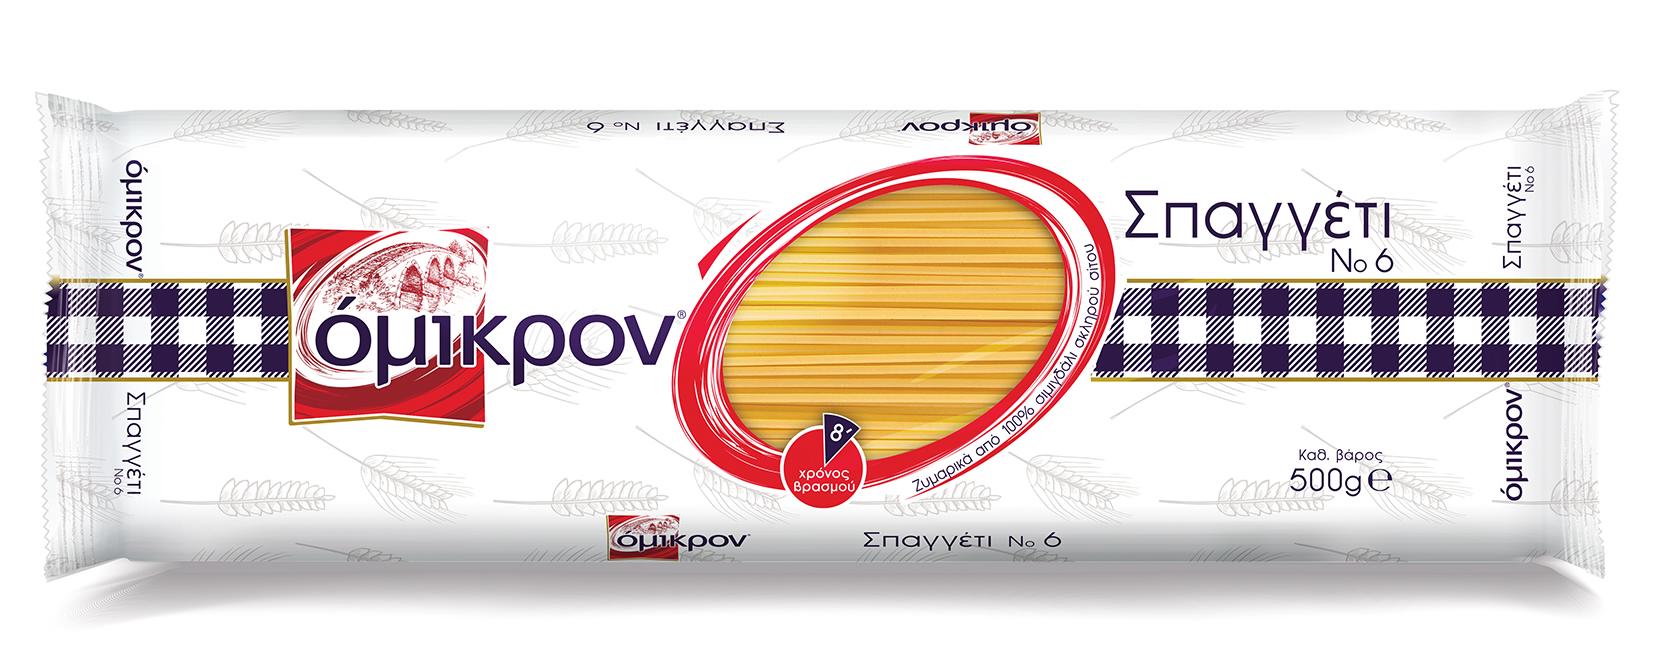 Σπαγγέτι Νο 6
όμικρον
όμικρον®
Σπαγγέτι
Νο 6
όμικρον®
Ζυμαρικά από 100% σιμιγδάλι σκληρού σίτου
8'
χρόνος
βρασμού
Σπαγγέτι
Νο 6
Καθ. βάρος
500g ℮
Σπαγγέτι
Νο 6
όμικρον®
όμικρον®
Σπαγγέτι Νο 6